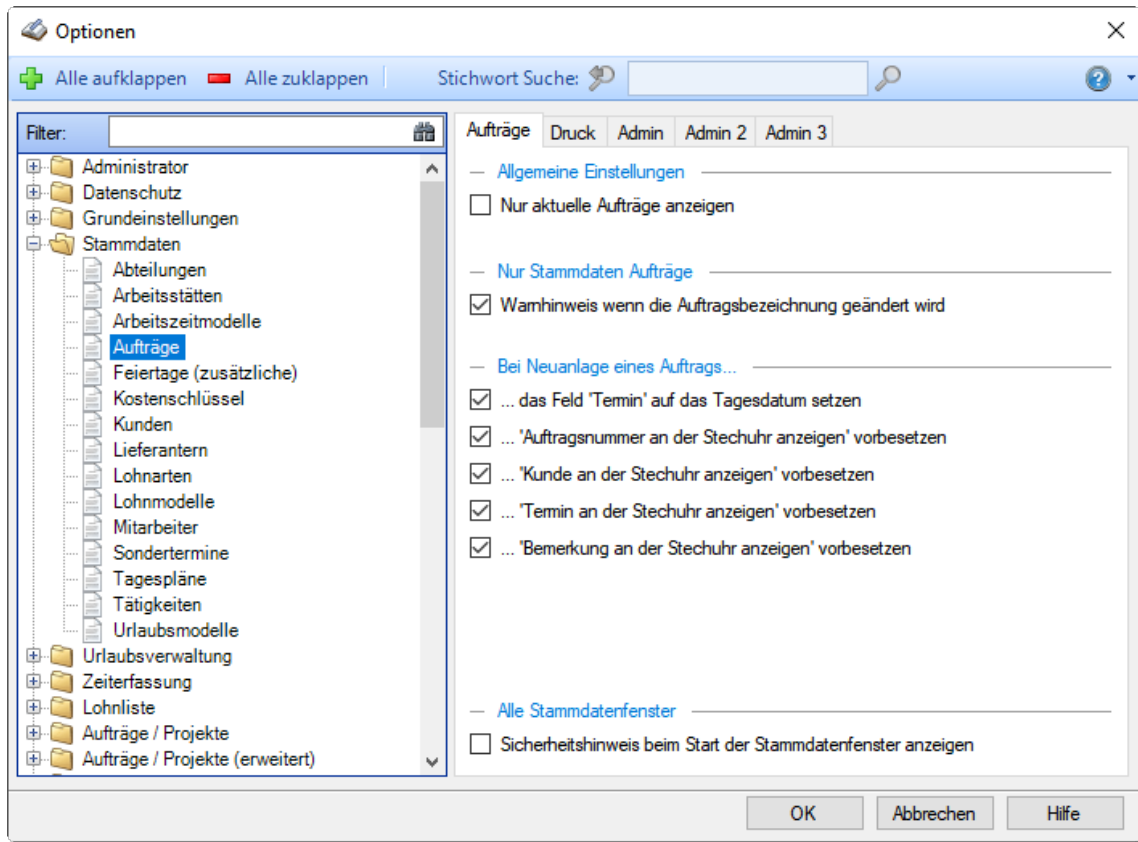 Optionen
Alle aufklappen Alle zuklappen Stichwort Suche:
Filter:
Administrator
Datenschutz
Grundeinstellungen
Stammdaten
Abteilungen
Arbeitsstätten
Arbeitszeitmodelle
Aufträge
Feiertage (zusätzliche)
Kostenschlüssel
Kunden
Lieferantern
Lohnarten
Lohnmodelle
Mitarbeiter
Sondertermine
Tagespläne
Tätigkeiten
Urlaubsmodelle
Urlaubsverwaltung
Zeiterfassung
Lohnliste
Aufträge / Projekte
Aufträge / Projekte (erweitert)
Aufträge Druck Admin Admin 2 Admin 3
Allgemeine Einstellungen
Nur aktuelle Aufträge anzeigen
Nur Stammdaten Aufträge
Warnhinweis wenn die Auftragsbezeichnung geändert wird
Bei Neuanlage eines Auftrags...
... das Feld 'Termin' auf das Tagesdatum setzen
... 'Auftragsnummer an der Stechuhr anzeigen' vorbesetzen
... 'Kunde an der Stechuhr anzeigen' vorbesetzen
... 'Termin an der Stechuhr anzeigen' vorbesetzen
... 'Bemerkung an der Stechuhr anzeigen' vorbesetzen
Alle Stammdatenfenster
Sicherheitshinweis beim Start der Stammdatenfenster anzeigen
OK Abbrechen Hilfe